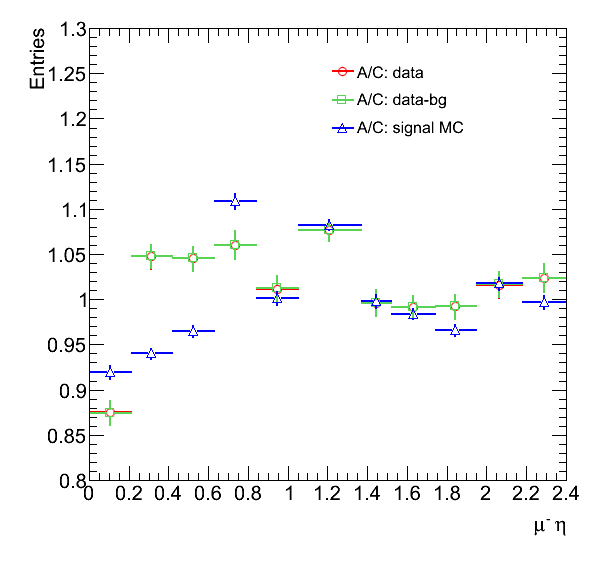 Entries
1.3
1.25
1.2
1.15
1.1
1.05
1
0.95
0.9
0.85
0.8
A/C: data
A/C: data-bg
A/C: signal MC
0 0.2 0.4 0.6 0.8 1 1.2 1.4 1.6 1.8 2 2.2 2.4
μ⁻ η